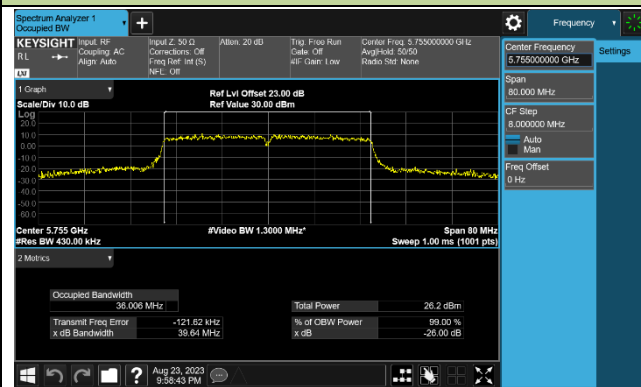 Spectrum Analyzer 1
Occupied BW
Frequency
KEYSIGHT
RL
LXI
Input: RF
Coupling: AC
Align: Auto
Input Z: 50 Ω
Corrections: Off
Freq Ref: Int (S)
NFE: Off
Atten: 20 dB
Trig: Free Run
Gate: Off
#IF Gain: Low
Center Freq: 5.755000000 GHz
Avg|Hold: 50/50
Radio Std: None
Center Frequency
5.755000000 GHz
Settings
Span
80.000 MHz
CF Step
8.000000 MHz
Auto
Man
Freq Offset
0 Hz
1 Graph
Scale/Div 10.0 dB
Ref Lvl Offset 23.00 dB
Ref Value 30.00 dBm
Log
20.0
10.0
0.00
-10.0
-20.0
-30.0
-40.0
-50.0
-60.0
Center 5.755 GHz
#Res BW 430.00 kHz
#Video BW 1.3000 MHz*
Span 80 MHz
Sweep 1.00 ms (1001 pts)
2 Metrics
Occupied Bandwidth
36.006 MHz
Total Power 26.2 dBm
Transmit Freq Error -121.62 kHz
% of OBW Power 99.00 %
x dB Bandwidth 39.64 MHz
x dB -26.00 dB
?
Aug 23, 2023
9:58:43 PM